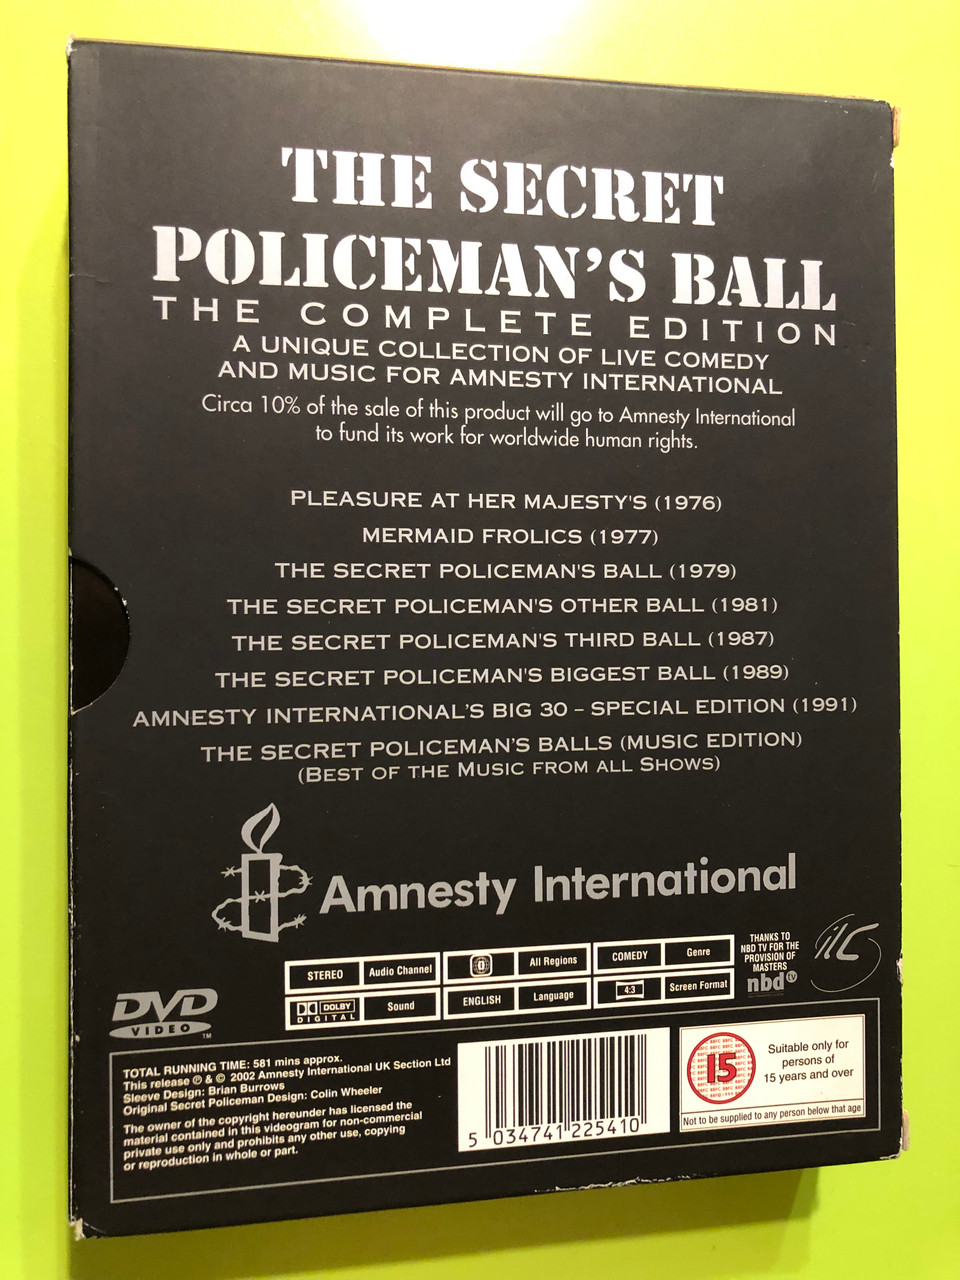 THE SECRET
POLICEMAN'S BALL
THE COMPLETE EDITION
A UNIQUE COLLECTION OF LIVE COMEDY
AND MUSIC FOR AMNESTY INTERNATIONAL
Circa 10% of the sale of this product will go to Amnesty International
to fund its work for worldwide human rights.
PLEASURE AT HER MAJESTY'S (1976)
MERMAID FROLICS (1977)
THE SECRET POLICEMAN'S BALL (1979)
THE SECRET POLICEMAN'S OTHER BALL (1981)
THE SECRET POLICEMAN'S THIRD BALL (1987)
THE SECRET POLICEMAN'S BIGGEST BALL (1989)
AMNESTY INTERNATIONAL'S BIG 30 – SPECIAL EDITION (1991)
THE SECRET POLICEMAN'S BALLS (MUSIC EDITION)
(BEST OF THE MUSIC FROM ALL SHOWS)
Amnesty International
STEREO Audio Channel 0 All Regions COMEDY Genre
DOLBY DIGITAL Sound ENGLISH Language 4:3 Screen Format
THANKS TO
NBD TV FOR THE
PROVISION OF
MASTERS
nbd tv
ilc
DVD
VIDEO™
TOTAL RUNNING TIME: 581 mins approx.
This release ℗ & © 2002 Amnesty International UK Section Ltd
Sleeve Design: Brian Burrows
Original Secret Policeman Design: Colin Wheeler
The owner of the copyright hereunder has licensed the
material contained in this videogram for non-commercial
private use only and prohibits any other use, copying
or reproduction in whole or part.
5 034741 225410
15
Suitable only for
persons of
15 years and over
Not to be supplied to any person below that age